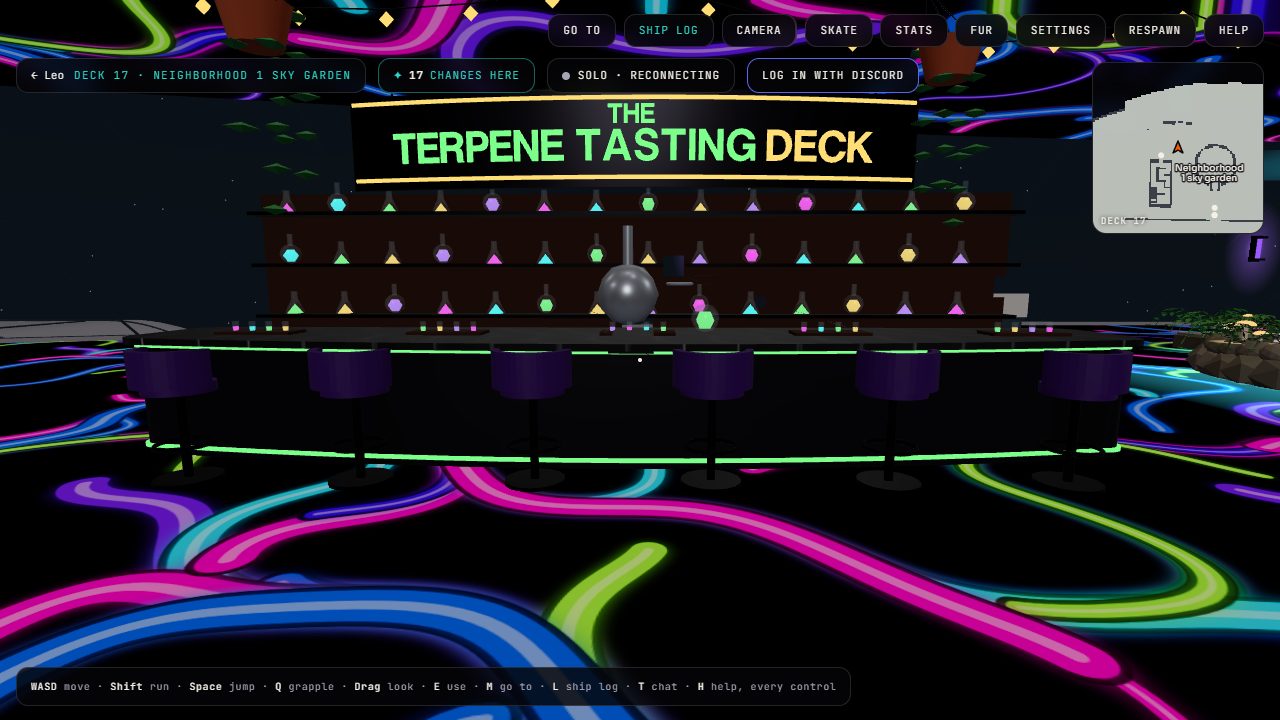 GO TO
SHIP LOG
CAMERA
SKATE
STATS
FUR
SETTINGS
RESPAWN
HELP
← Leo DECK 17 · NEIGHBORHOOD 1 SKY GARDEN
✦ 17 CHANGES HERE
● SOLO · RECONNECTING
LOG IN WITH DISCORD
THE
TERPENE TASTING DECK
Neighborhood
1 sky garden
DECK 17
WASD move · Shift run · Space jump · Q grapple · Drag look · E use · M go to · L ship log · T chat · H help, every control